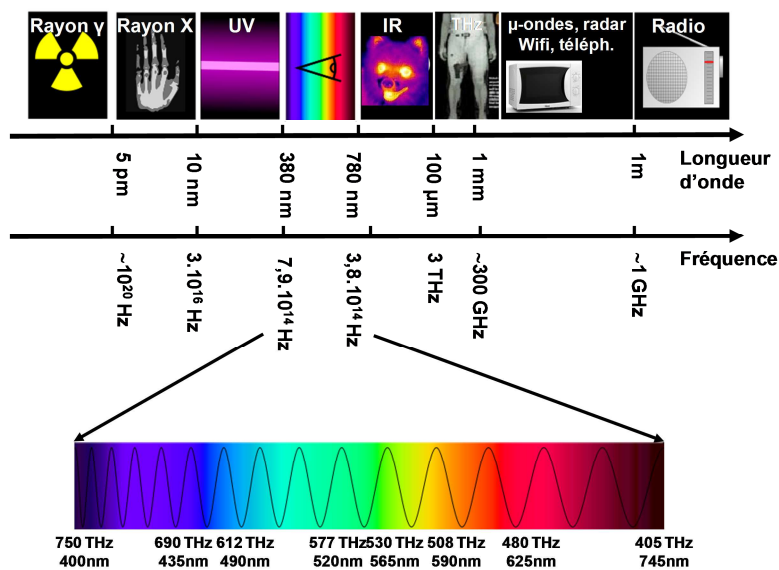 Rayon γ
Rayon X
UV
IR
THz
µ-ondes, radar
Wifi, téléph.
Radio
5 pm
10 nm
380 nm
780 nm
100 µm
1 mm
1m
Longueur
d'onde
~10²⁰ Hz
3.10¹⁶ Hz
7,9.10¹⁴ Hz
3,8.10¹⁴ Hz
3 THz
~300 GHz
~1 GHz
Fréquence
750 THz 690 THz 612 THz 577 THz 530 THz 508 THz 480 THz 405 THz
400nm 435nm 490nm 520nm 565nm 590nm 625nm 745nm